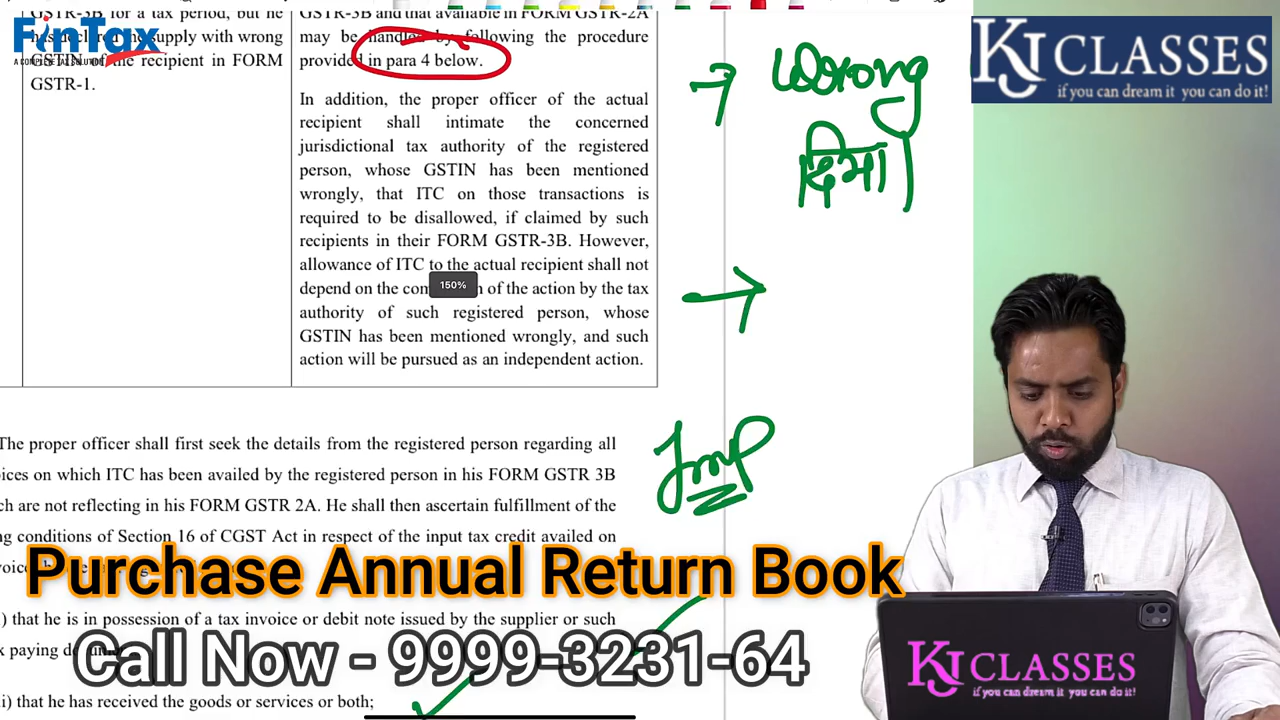 FinTax
A COMPLETE TAX SOLUTION
GSTR-3B for a tax period, but he
supply with wrong
the recipient in FORM
GSTR-1.
GSTR-3B and that available in FORM GSTR-2A
may be handled by following the procedure
provided in para 4 below.
In addition, the proper officer of the actual
recipient shall intimate the concerned
jurisdictional tax authority of the registered
person, whose GSTIN has been mentioned
wrongly, that ITC on those transactions is
required to be disallowed, if claimed by such
recipients in their FORM GSTR-3B. However,
allowance of ITC to the actual recipient shall not
depend on the of the action by the tax
150%
authority of such registered person, whose
GSTIN has been mentioned wrongly, and such
action will be pursued as an independent action.
Worong
दिया
Imp
The proper officer shall first seek the details from the registered person regarding all
on which ITC has been availed by the registered person in his FORM GSTR 3B
are not reflecting in his FORM GSTR 2A. He shall then ascertain fulfillment of the
conditions of Section 16 of CGST Act in respect of the input tax credit availed on
Purchase Annual Return Book
) that he is in possession of a tax invoice or debit note issued by the supplier or such
paying
Call Now - 9999-3231-64
i) that he has received the goods or services or both;
KJ CLASSES
if you can dream it you can do it!
KJ CLASSES
if you can dream it you can do it!